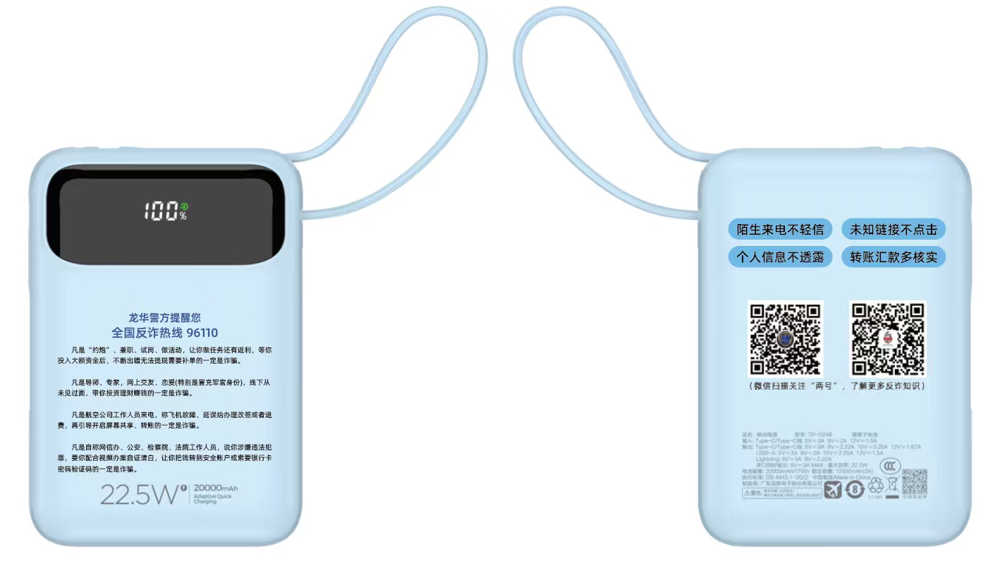 100%
龙华警方提醒您
全国反诈热线 96110
凡是“约炮”、兼职、试岗、做活动，让你做任务还有返利，等你
投入大额资金后，不断出错无法提现需要补单的一定是诈骗。
凡是导师、专家，网上交友、恋爱(特别是冒充军官身份)，线下从
未见过面，带你投资理财赚钱的一定是诈骗。
凡是航空公司工作人员来电，称飞机故障、延误给办理改签或者退
费，再引导开启屏幕共享、转账的一定是诈骗。
凡是自称网信办、公安、检察院、法院工作人员，说你涉嫌违法犯
罪，要你配合视频办案自证清白，让你把钱转到安全账户或索要银行卡
密码验证码的一定是诈骗。
22.5W
20000mAh
Adaptive Quick
Charging
陌生来电不轻信 未知链接不点击
个人信息不透露 转账汇款多核实
（微信扫描关注“两号”，了解更多反诈知识）
品名：移动电源 型号：TP-D248 锂离子电池
输入：Type-C/Type-C线：5V⎓3A 9V⎓2A 12V⎓1.5A
输出：Type-C/Type-C线：5V⎓3A 9V⎓2.22A 10V⎓2.25A 12V⎓1.67A
USB-A：5V⎓3A 9V⎓2A 10V⎓2.25A 12V⎓1.5A
Lightning：5V⎓3A 9V⎓2.22A
多口同时输出：5V⎓3A MAX 最大功率：22.5W
电池能量：20000mAh/77Wh 额定容量：12000mAh(2A)
执行标准：GB 4943.1-2022 中国制造/Made in China
制造商：广东品胜电子股份有限公司
警告
CCC
8
Li-ion